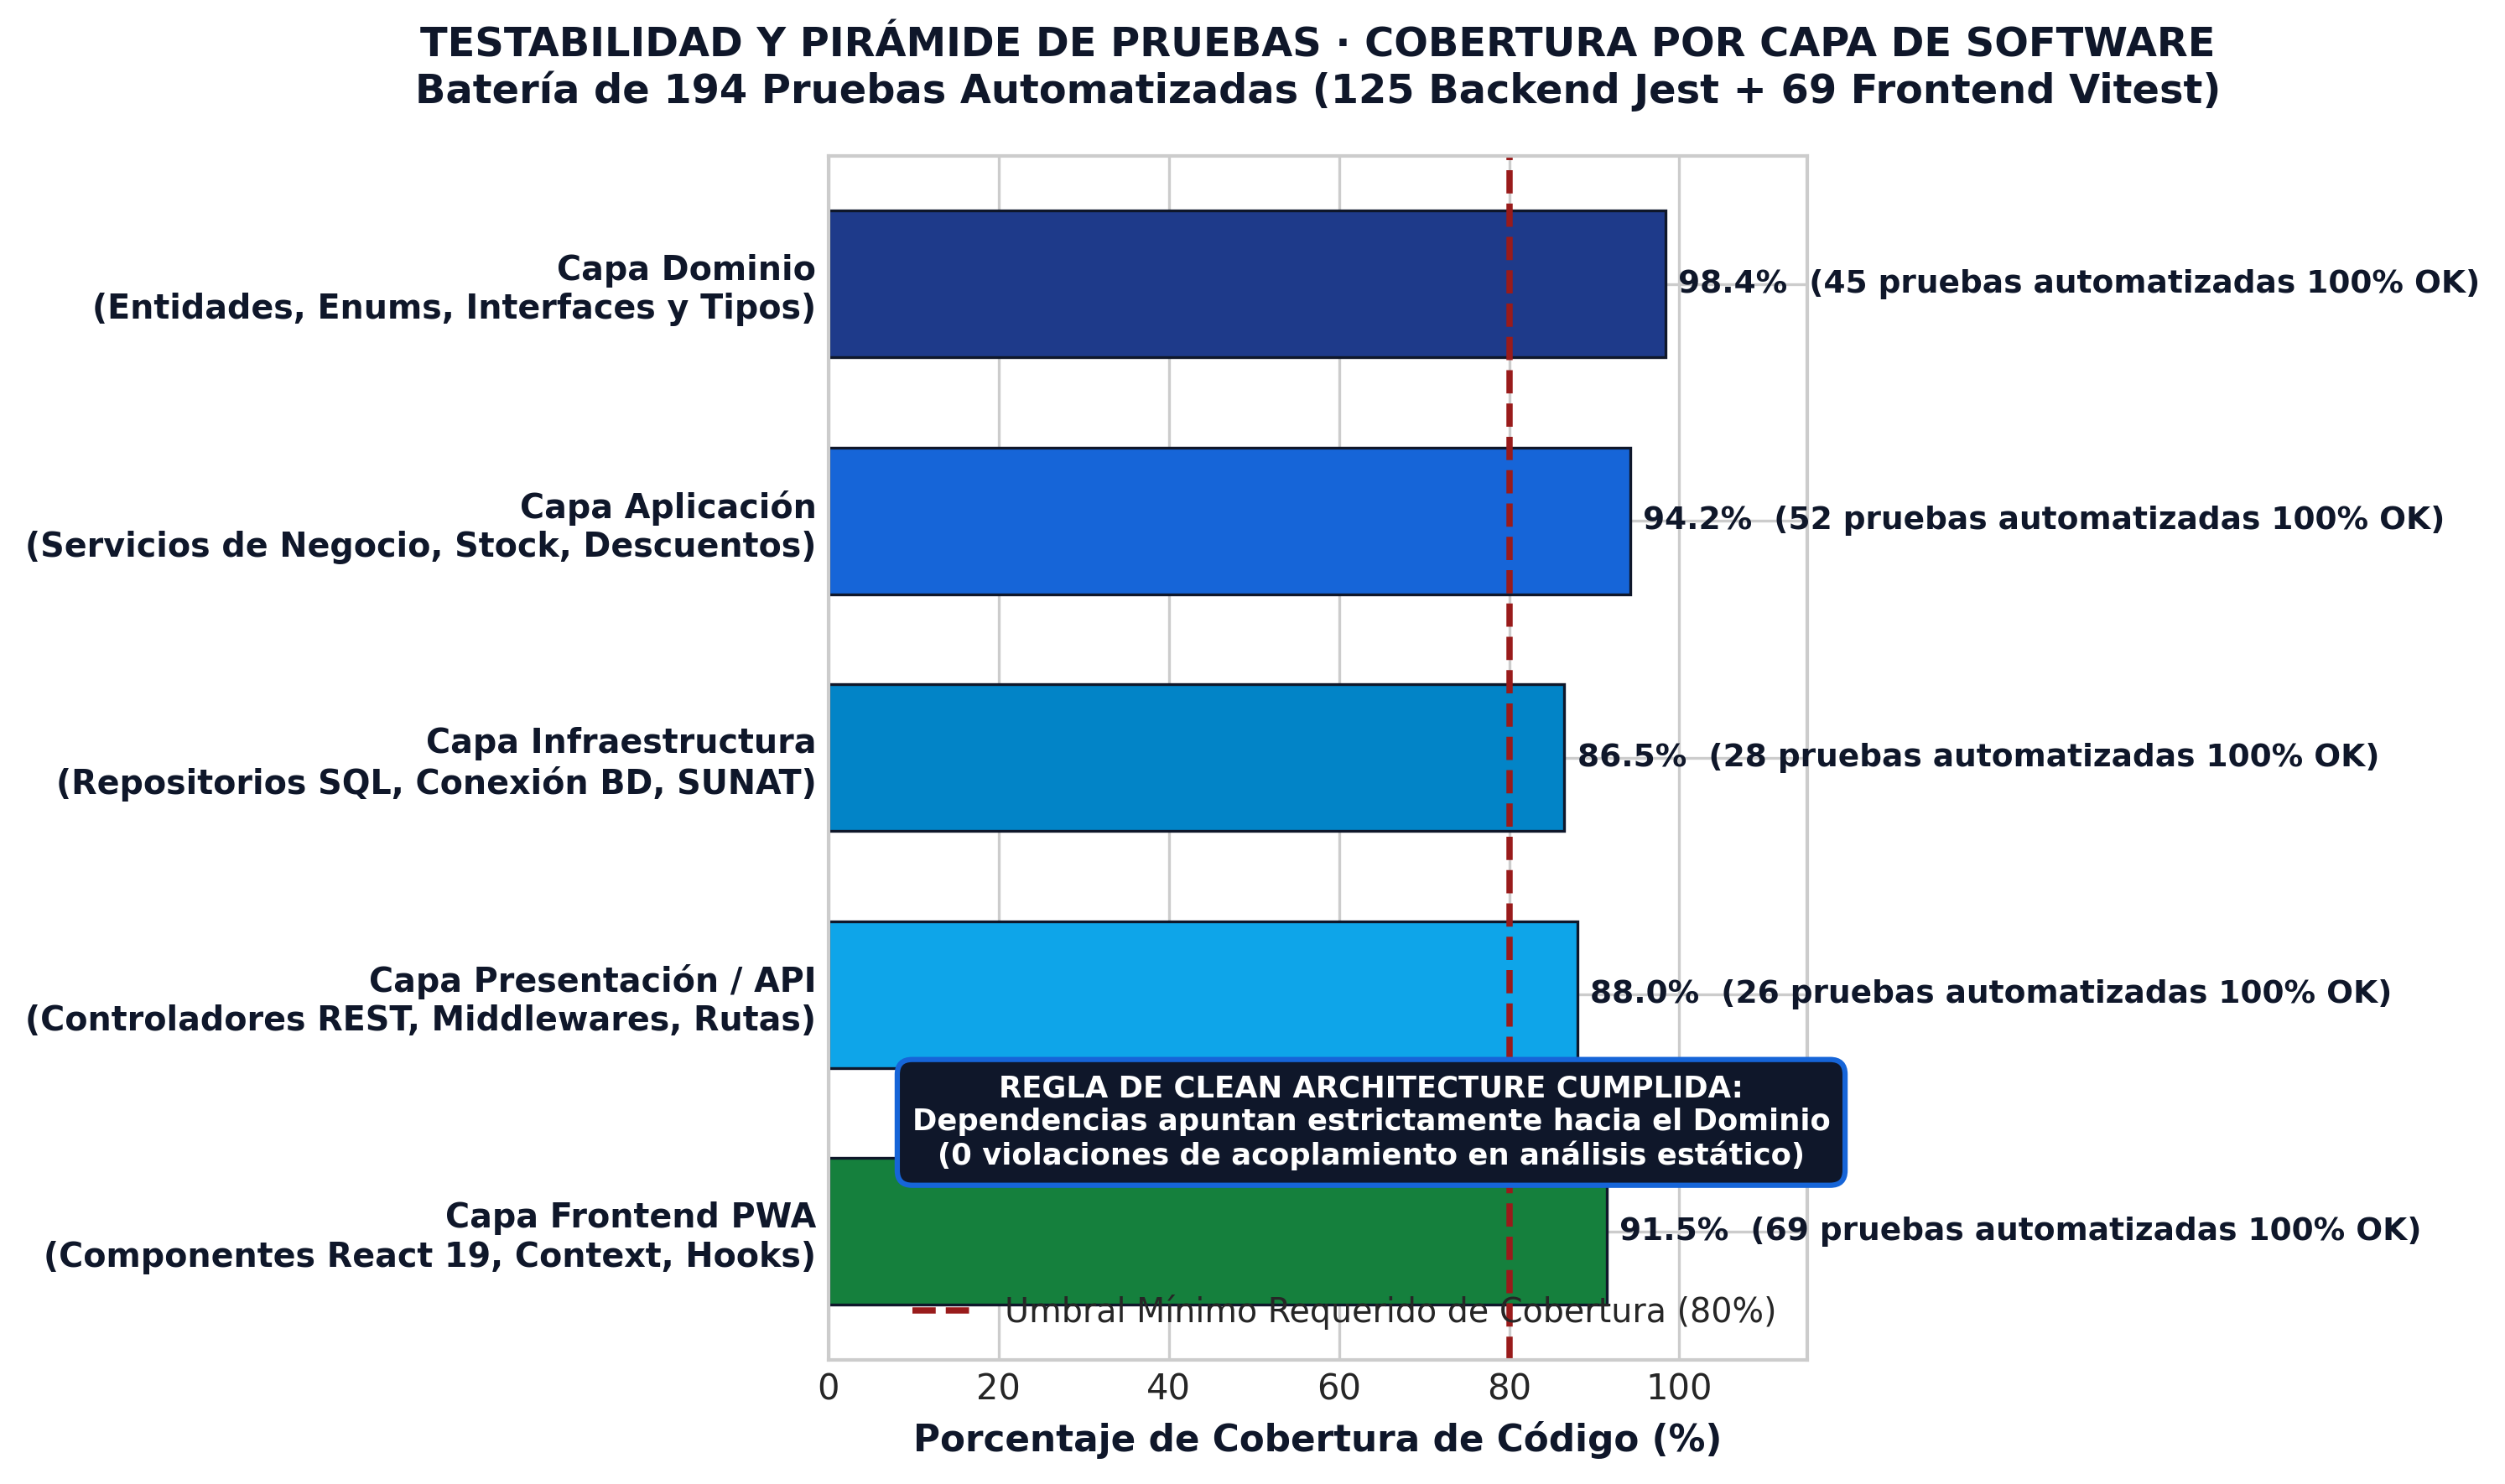 TESTABILIDAD Y PIRÁMIDE DE PRUEBAS · COBERTURA POR CAPA DE SOFTWARE
Batería de 194 Pruebas Automatizadas (125 Backend Jest + 69 Frontend Vitest)
Capa Dominio
(Entidades, Enums, Interfaces y Tipos)
98.4% (45 pruebas automatizadas 100% OK)
Capa Aplicación
(Servicios de Negocio, Stock, Descuentos)
94.2% (52 pruebas automatizadas 100% OK)
Capa Infraestructura
(Repositorios SQL, Conexión BD, SUNAT)
86.5% (28 pruebas automatizadas 100% OK)
Capa Presentación / API
(Controladores REST, Middlewares, Rutas)
88.0% (26 pruebas automatizadas 100% OK)
REGLA DE CLEAN ARCHITECTURE CUMPLIDA:
Dependencias apuntan estrictamente hacia el Dominio
(0 violaciones de acoplamiento en análisis estático)
Capa Frontend PWA
(Componentes React 19, Context, Hooks)
91.5% (69 pruebas automatizadas 100% OK)
Umbral Mínimo Requerido de Cobertura (80%)
0 20 40 60 80 100
Porcentaje de Cobertura de Código (%)